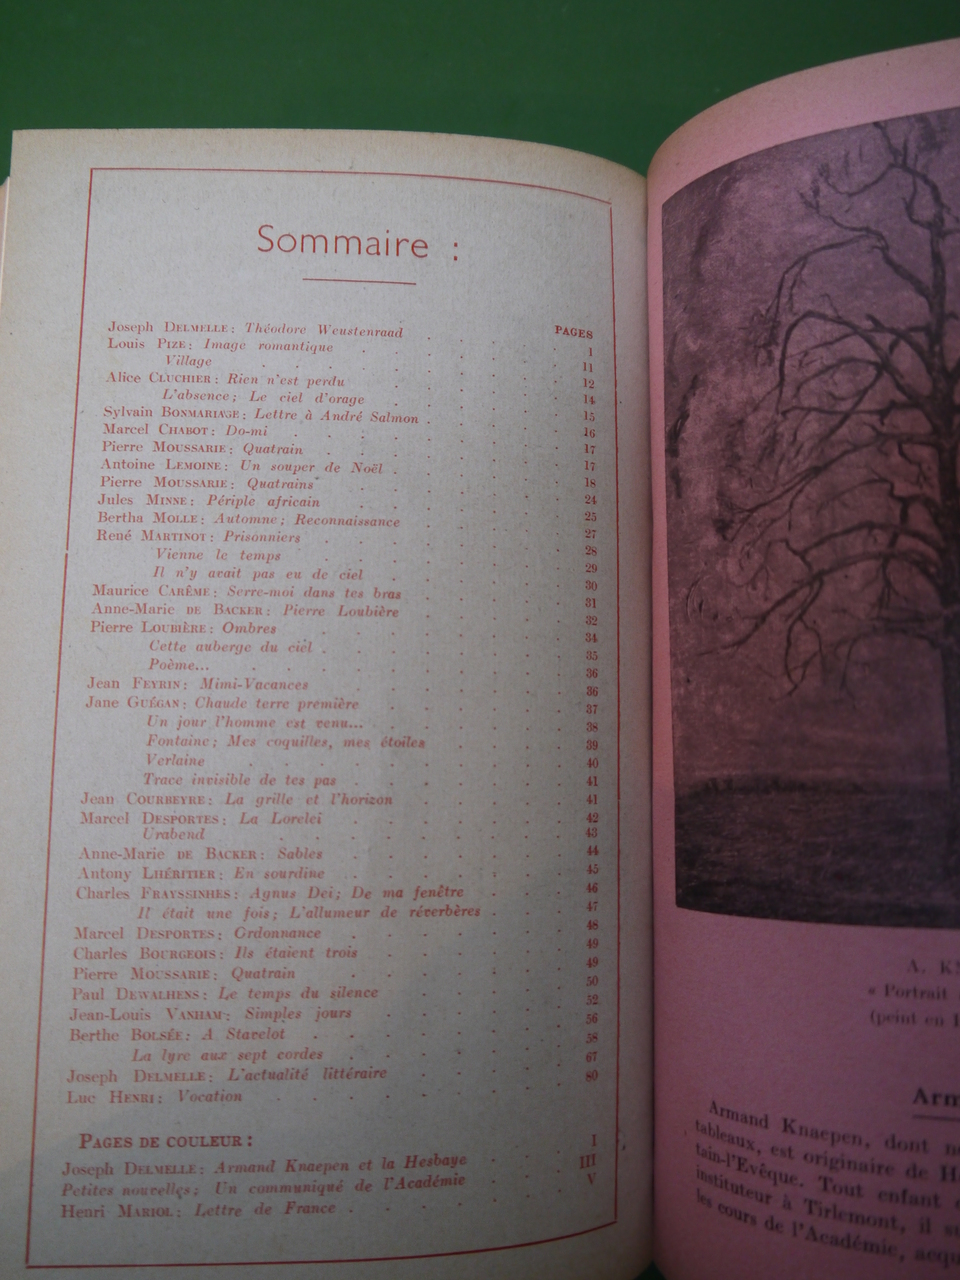 Sommaire :
PAGES
Joseph DELMELLE : Théodore Weustenraad . 1
Louis PIZE : Image romantique . . . . 11
Village . . . . . 12
Alice CLUCHIER : Rien n'est perdu . . . . 14
L'absence ; Le ciel d'orage . . . . 15
Sylvain BONMARIAGE : Lettre à André Salmon . . . . 16
Marcel CHABOT : Do-mi . . . . . 17
Pierre MOUSSARIE : Quatrain . . . . . 17
Antoine LEMOINE : Un souper de Noël . . . . 18
Pierre MOUSSARIE : Quatrains . . . . . 24
Jules MINNE : Périple africain . . . . . 25
Bertha MOLLE : Automne ; Reconnaissance . . . . 27
René MARTINOT : Prisonniers . . . . . 28
Vienne le temps . . . . . 29
Il n'y avait pas eu de ciel . . . . 30
Maurice CARÊME : Serre-moi dans tes bras . . . . 31
Anne-Marie DE BACKER : Pierre Loubière . . . . 32
Pierre LOUBIÈRE : Ombres . . . . . 34
Cette auberge du ciel . . . . . 35
Poème... . . . . . 36
Jean FEYRIN : Mimi-Vacances . . . . . 36
Jane GUÉGAN : Chaude terre première . . . . 37
Un jour l'homme est venu... . . . . 38
Fontaine ; Mes coquilles, mes étoiles . . . . 39
Verlaine . . . . . 40
Trace invisible de tes pas . . . . 41
Jean COURBEYRE : La grille et l'horizon . . . . 41
Marcel DESPORTES : La Lorelei . . . . . 42
Urabend . . . . . 43
Anne-Marie DE BACKER : Sables . . . . . 44
Antony LHÉRITIER : En sourdine . . . . . 45
Charles FRAYSSINHES : Agnus Dei ; De ma fenêtre . . . 46
Il était une fois ; L'allumeur de réverbères . . . 47
Marcel DESPORTES : Ordonnance . . . . . 48
Charles BOURGEOIS : Ils étaient trois . . . . 49
Pierre MOUSSARIE : Quatrain . . . . . 49
Paul DEWALHENS : Le temps du silence . . . . 50
Jean-Louis VANHAM : Simples jours . . . . . 52
Berthe BOLSÉE : A Stavelot . . . . . 56
La lyre aux sept cordes . . . . . 58
Joseph DELMELLE : L'actualité littéraire . . . . 67
Luc HENRI : Vocation . . . . . 80
PAGES DE COULEUR :
Joseph DELMELLE : Armand Knaepen et la Hesbaye . . . I
Petites nouvelles ; Un communiqué de l'Académie . . . III
Henri MARIOL : Lettre de France . . . . . V
« Portrait
(peint en
Armand Knaepen, dont
tableaux, est originaire de
tain-l'Evêque. Tout enfant
instituteur à Tirlemont, il
les cours de l'Académie,